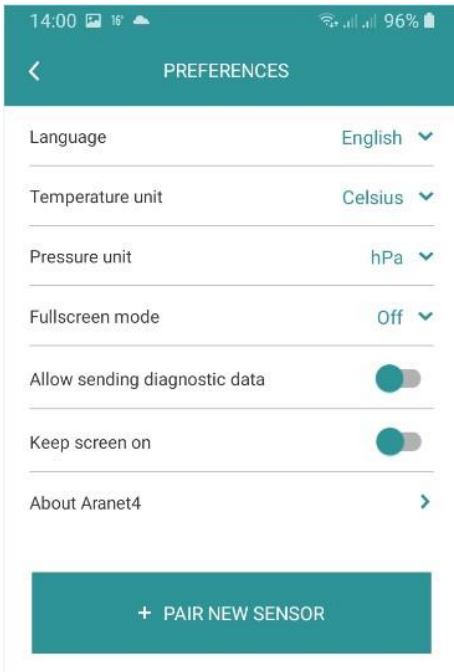 14:00 16° 96%
PREFERENCES
Language English
Temperature unit Celsius
Pressure unit hPa
Fullscreen mode Off
Allow sending diagnostic data
Keep screen on
About Aranet4
+ PAIR NEW SENSOR